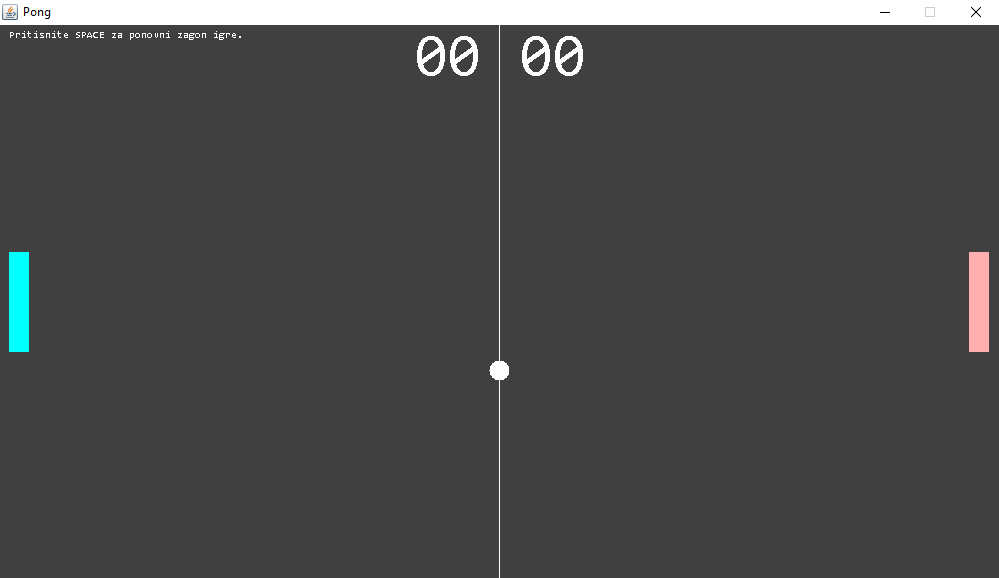 Pong
Pritisnite SPACE za ponovni zagon igre.
00 00